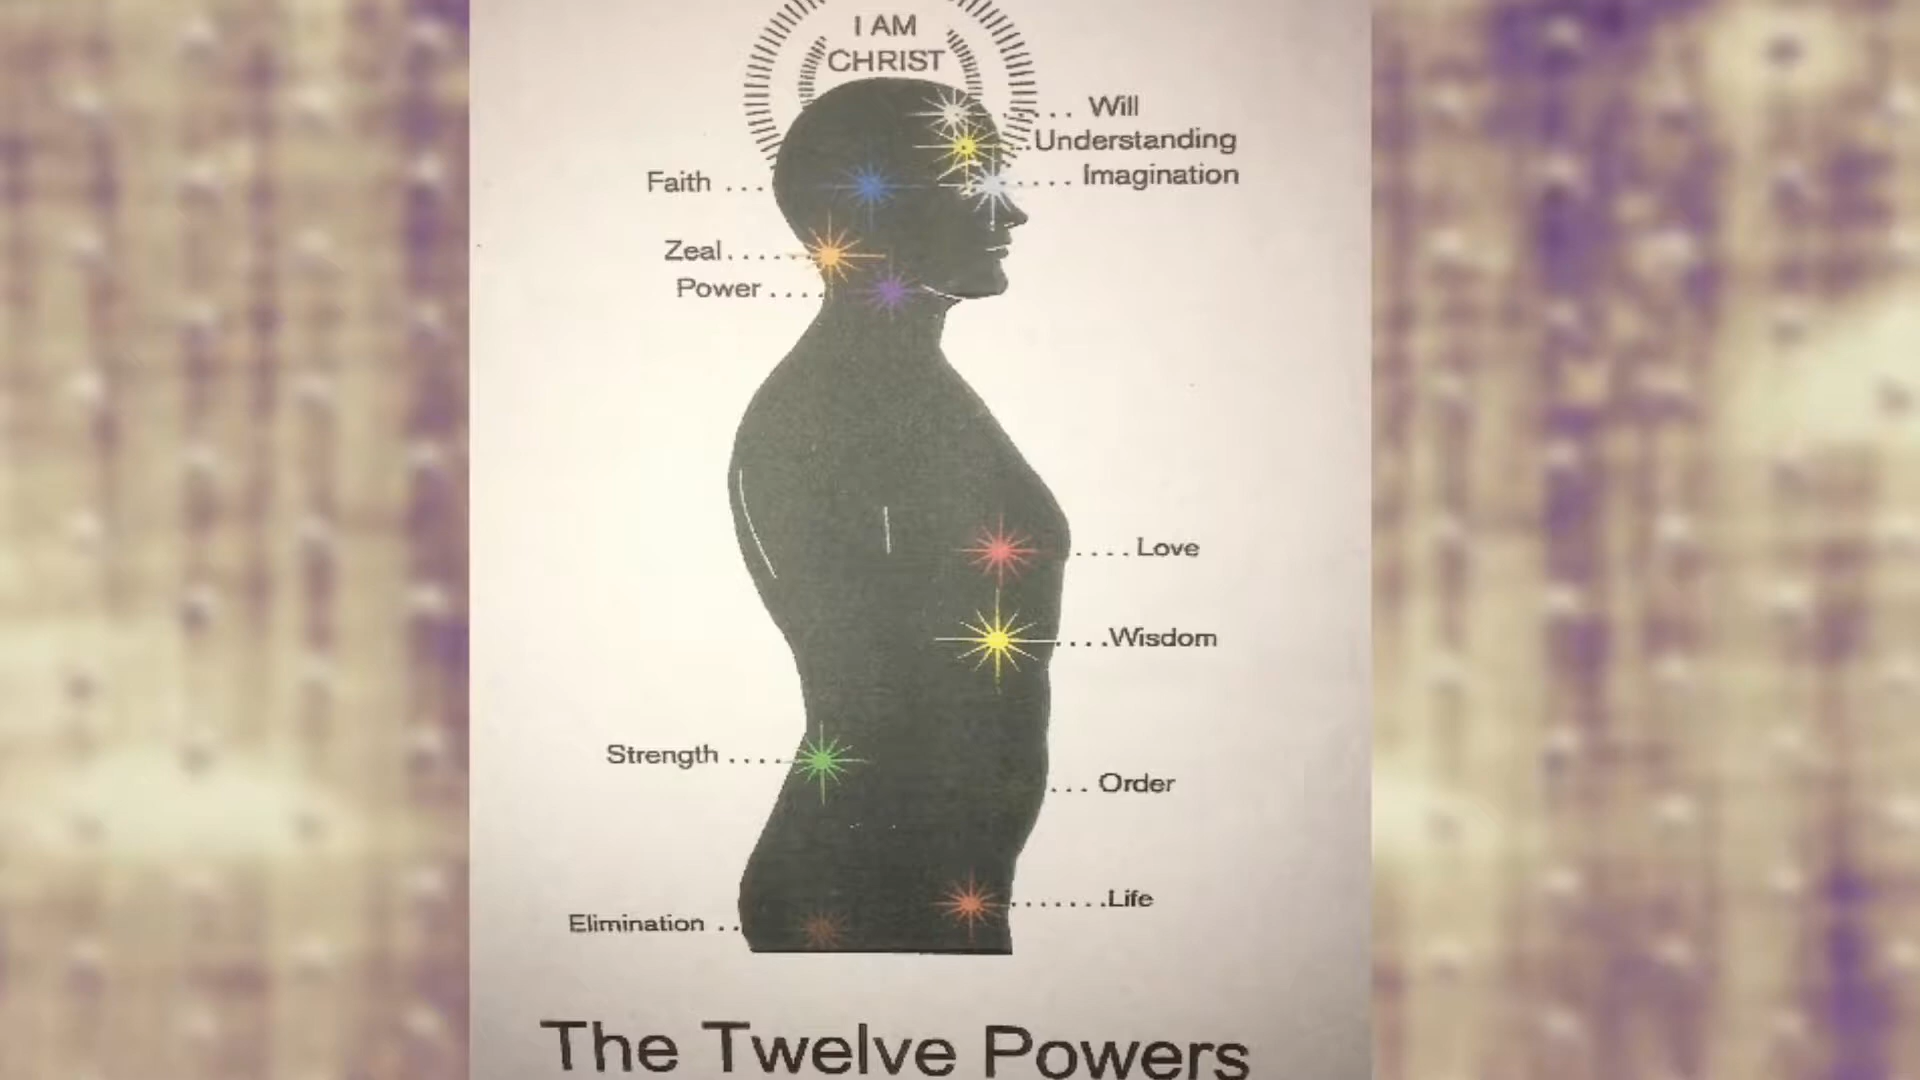 I AM
CHRIST
.... Will
...Understanding
Faith ....
.... Imagination
Zeal......
Power ....
....Love
....Wisdom
Strength ....
... Order
.......Life
Elimination ..
The Twelve Powers